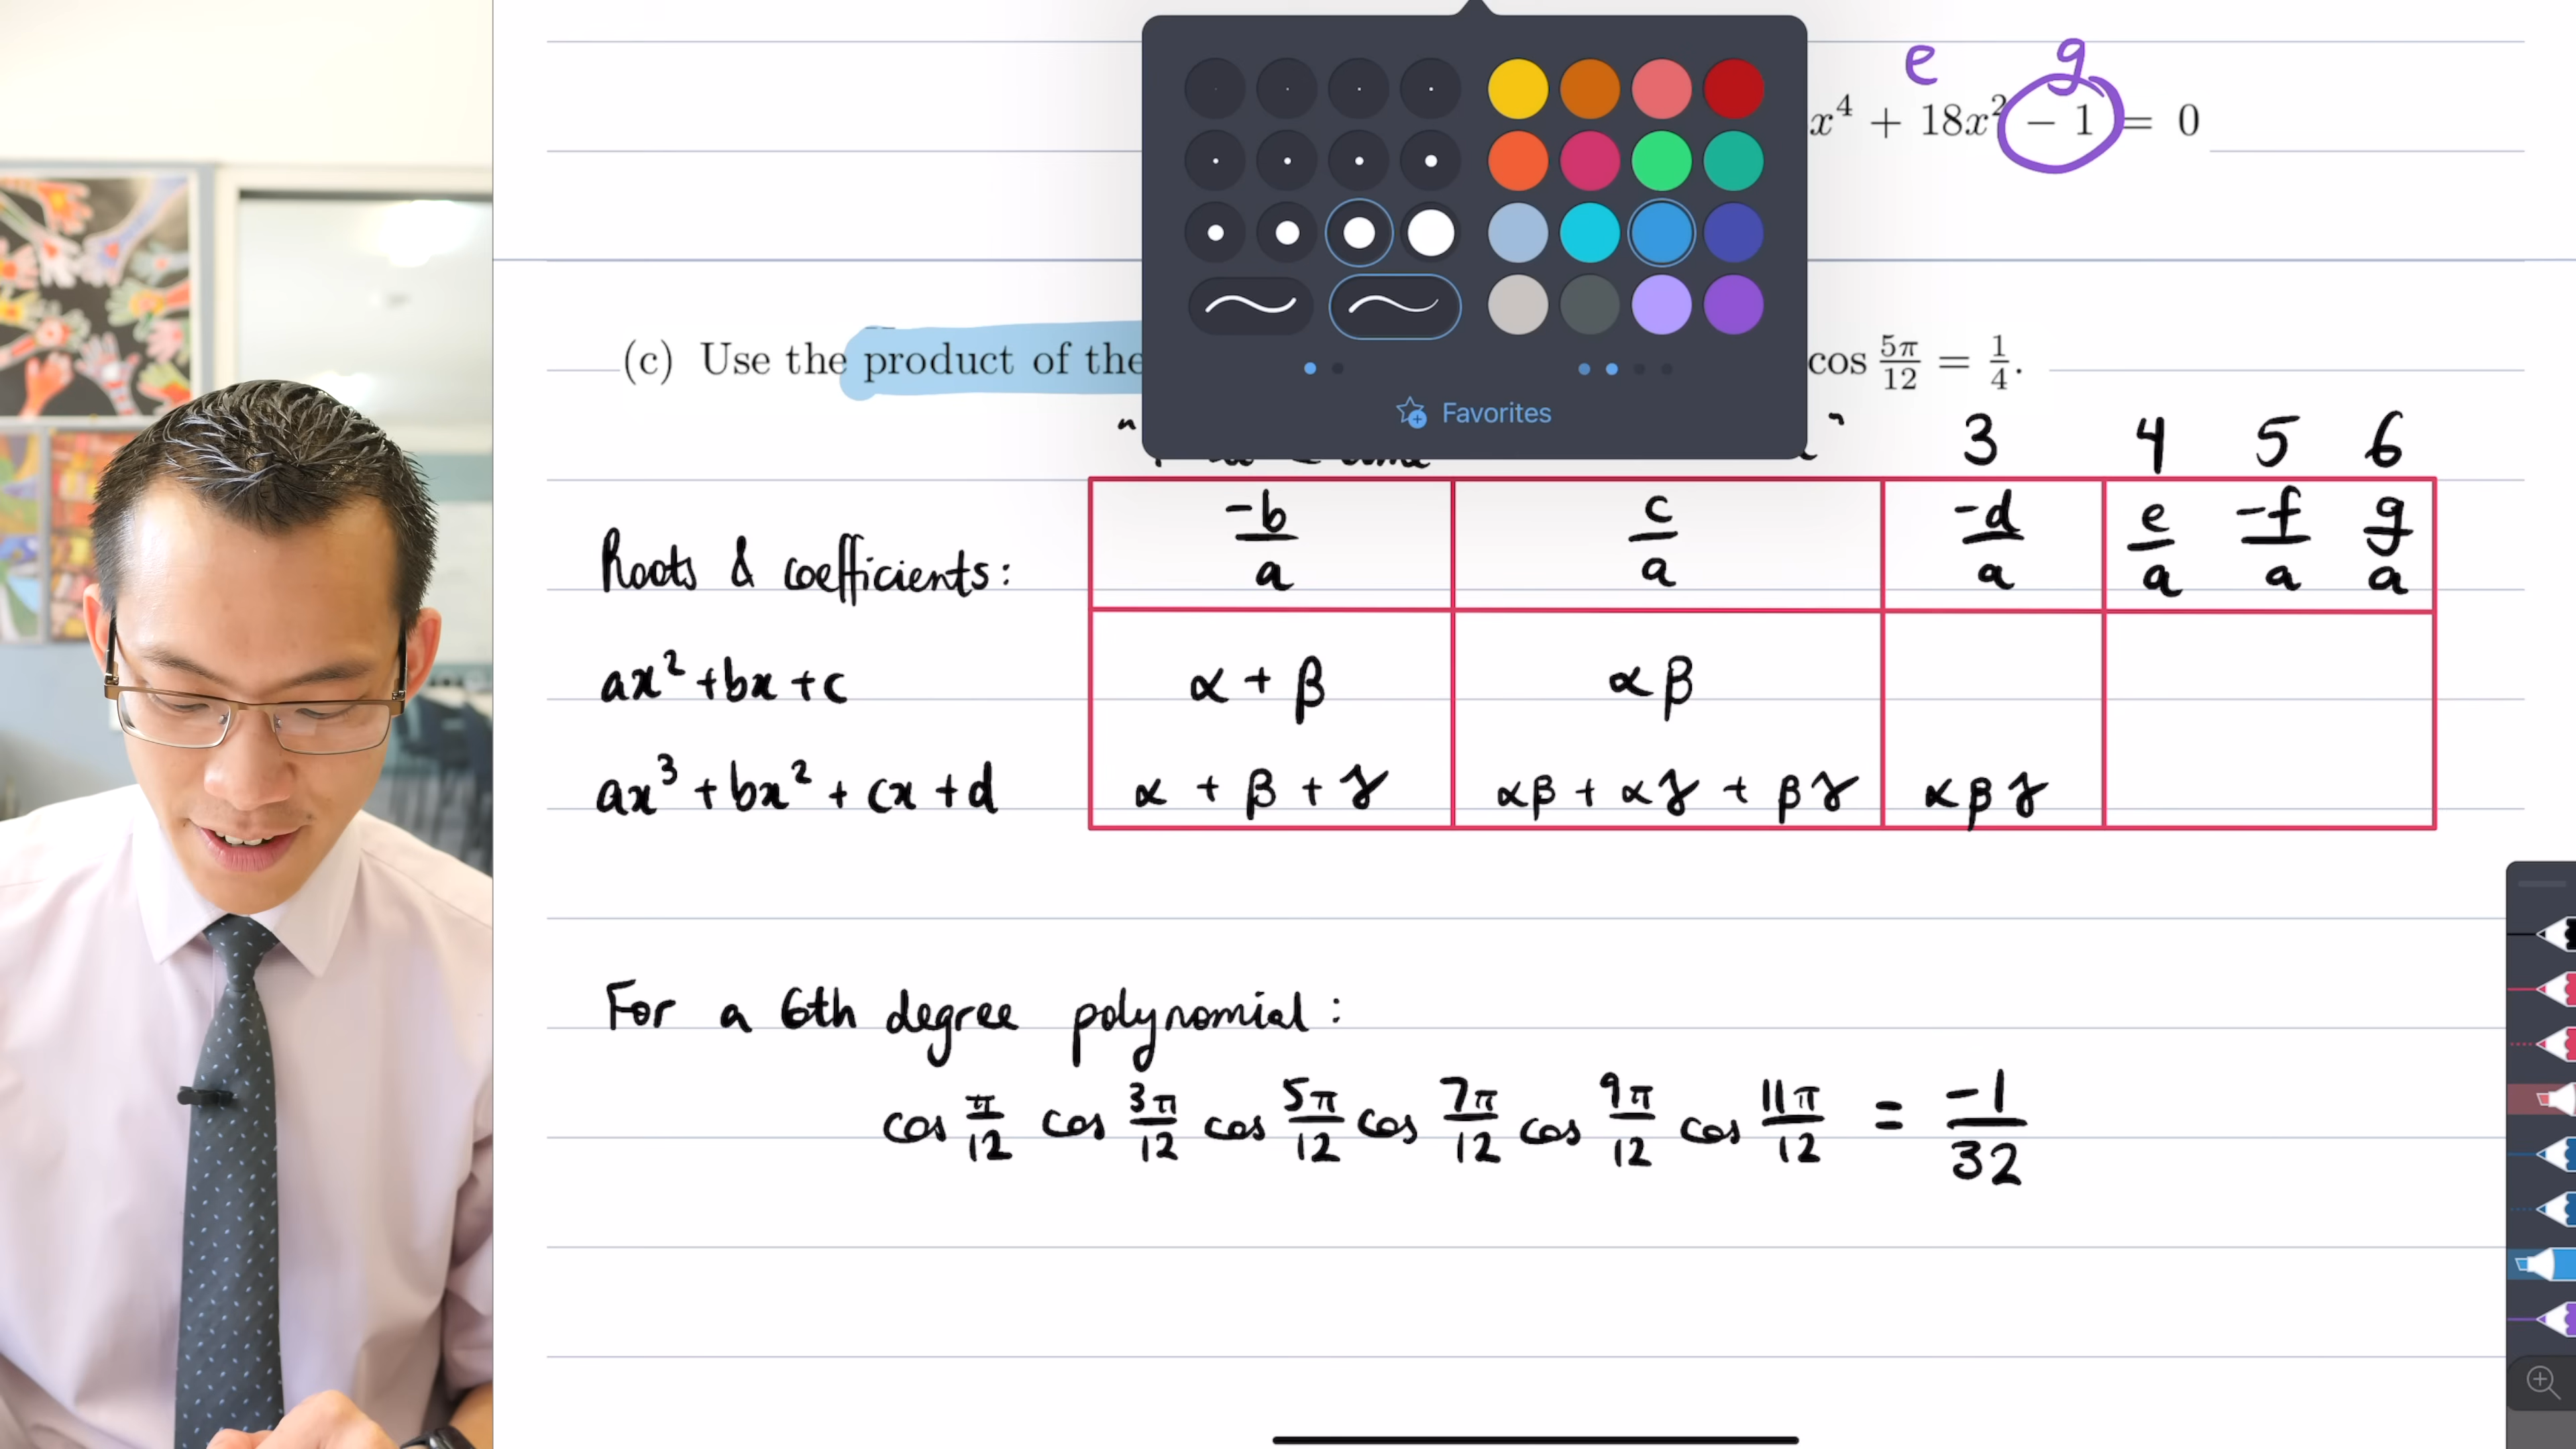 e g
x⁴ + 18x² − 1 = 0
(c) Use the product of the cos 5π/12 = 1/4.
Favorites
3 4 5 6
Roots & coefficients: -b/a c/a -d/a e/a -f/a g/a
ax² + bx + c α + β αβ
ax³ + bx² + cx + d α + β + γ αβ + αγ + βγ αβγ
For a 6th degree polynomial :
cos π/12 cos 3π/12 cos 5π/12 cos 7π/12 cos 9π/12 cos 11π/12 = -1/32